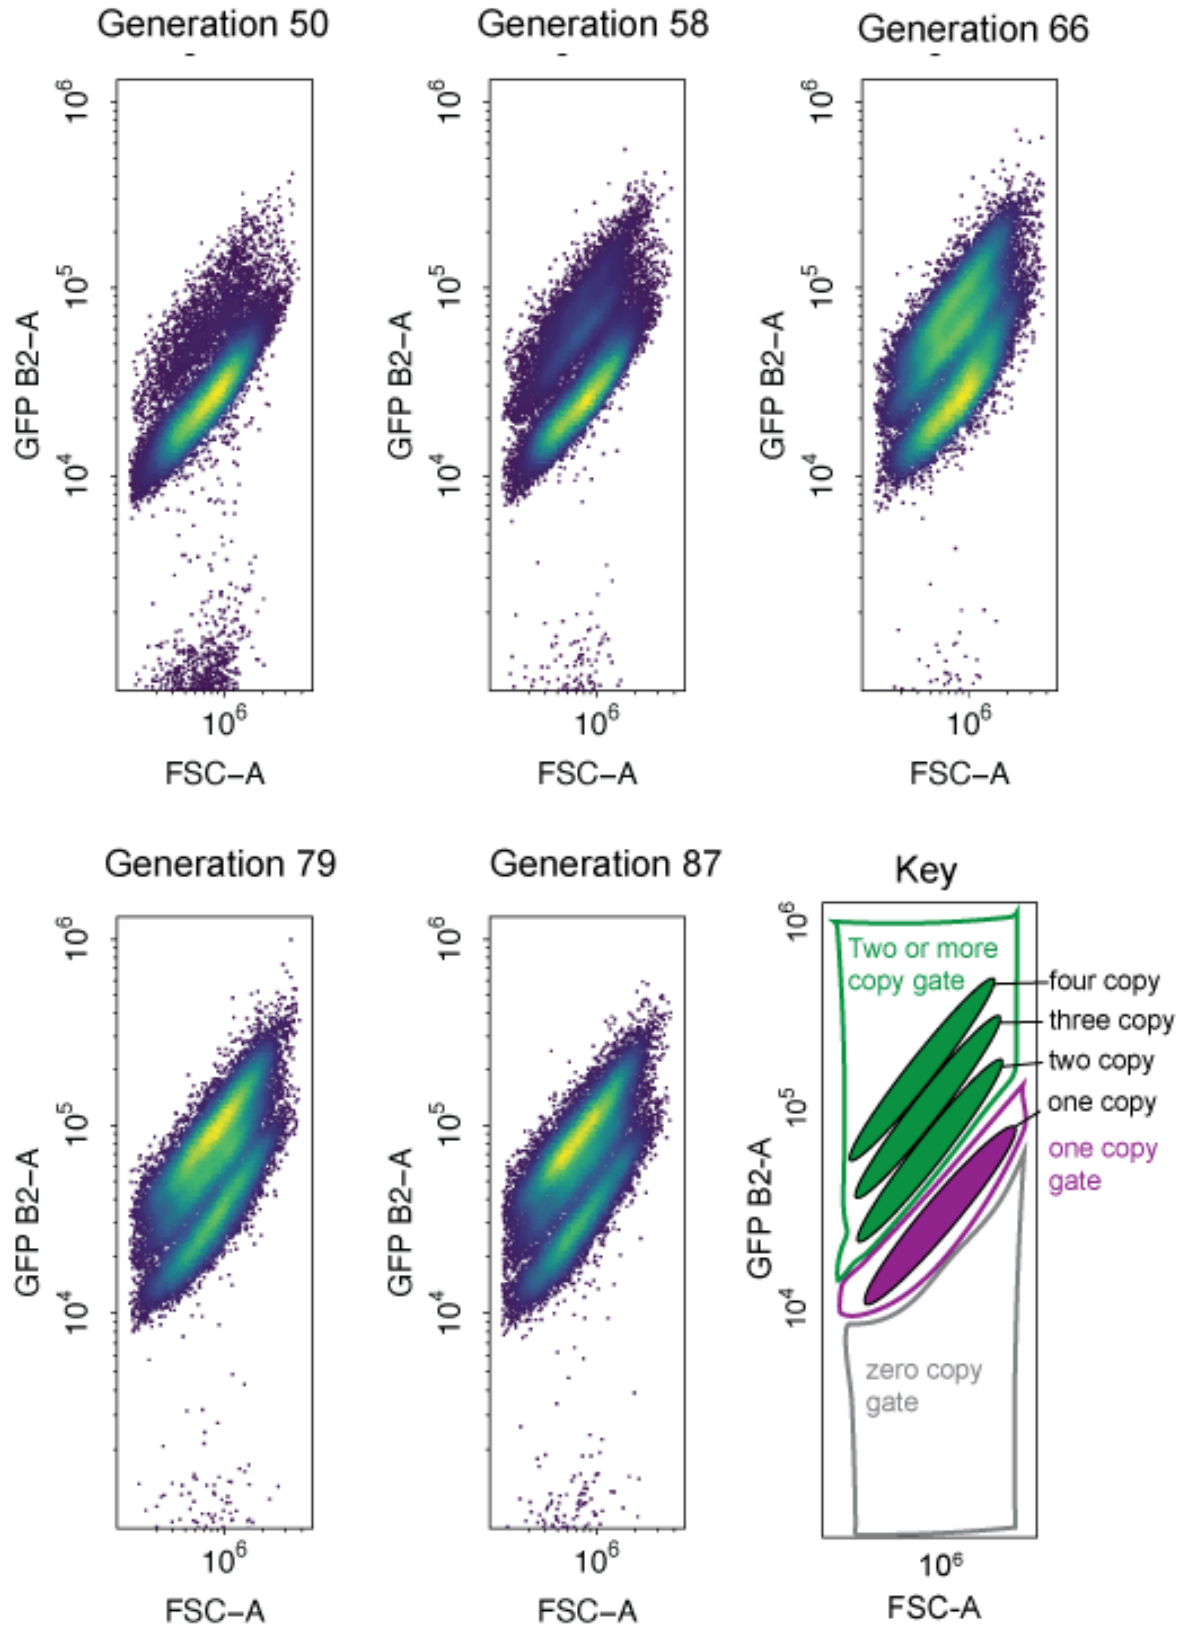 Generation 50
Generation 58
Generation 66
10^6
10^5
10^4
GFP B2–A
10^6
FSC–A
10^6
10^5
10^4
GFP B2–A
10^6
FSC–A
10^6
10^5
10^4
GFP B2–A
10^6
FSC–A
Generation 79
Generation 87
Key
10^6
10^5
10^4
GFP B2–A
10^6
FSC–A
10^6
10^5
10^4
GFP B2–A
10^6
FSC–A
10^6
10^5
10^4
GFP B2-A
Two or more
copy gate
four copy
three copy
two copy
one copy
one copy
gate
zero copy
gate
10^6
FSC-A